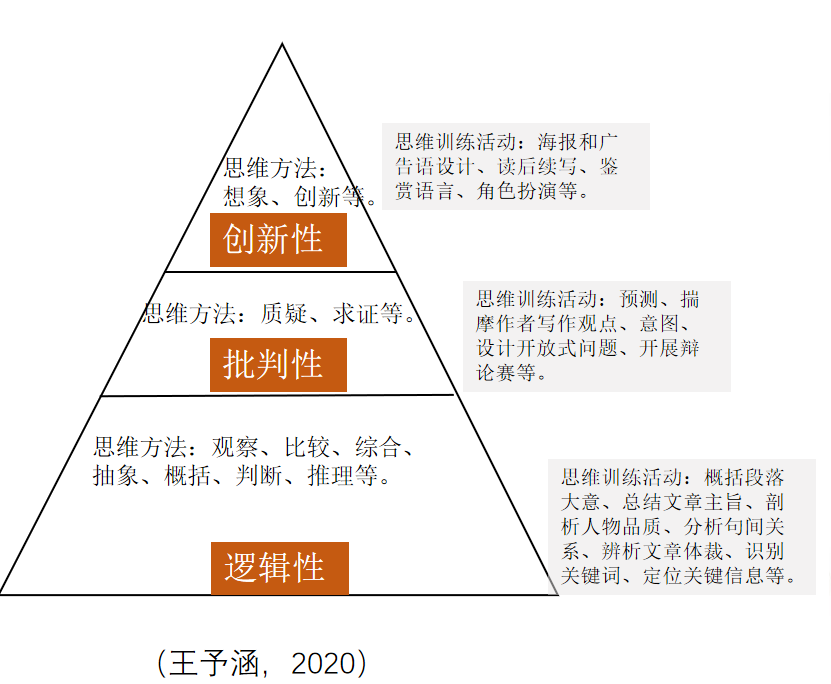 思维方法：
想象、创新等。
创新性
思维训练活动：海报和广
告语设计、读后续写、鉴
赏语言、角色扮演等。
思维方法：质疑、求证等。
批判性
思维训练活动：预测、揣
摩作者写作观点、意图、
设计开放式问题、开展辩
论赛等。
思维方法：观察、比较、综合、
抽象、概括、判断、推理等。
逻辑性
思维训练活动：概括段落
大意、总结文章主旨、剖
析人物品质、分析句间关
系、辨析文章体裁、识别
关键词、定位关键信息等。
（王予涵，2020）